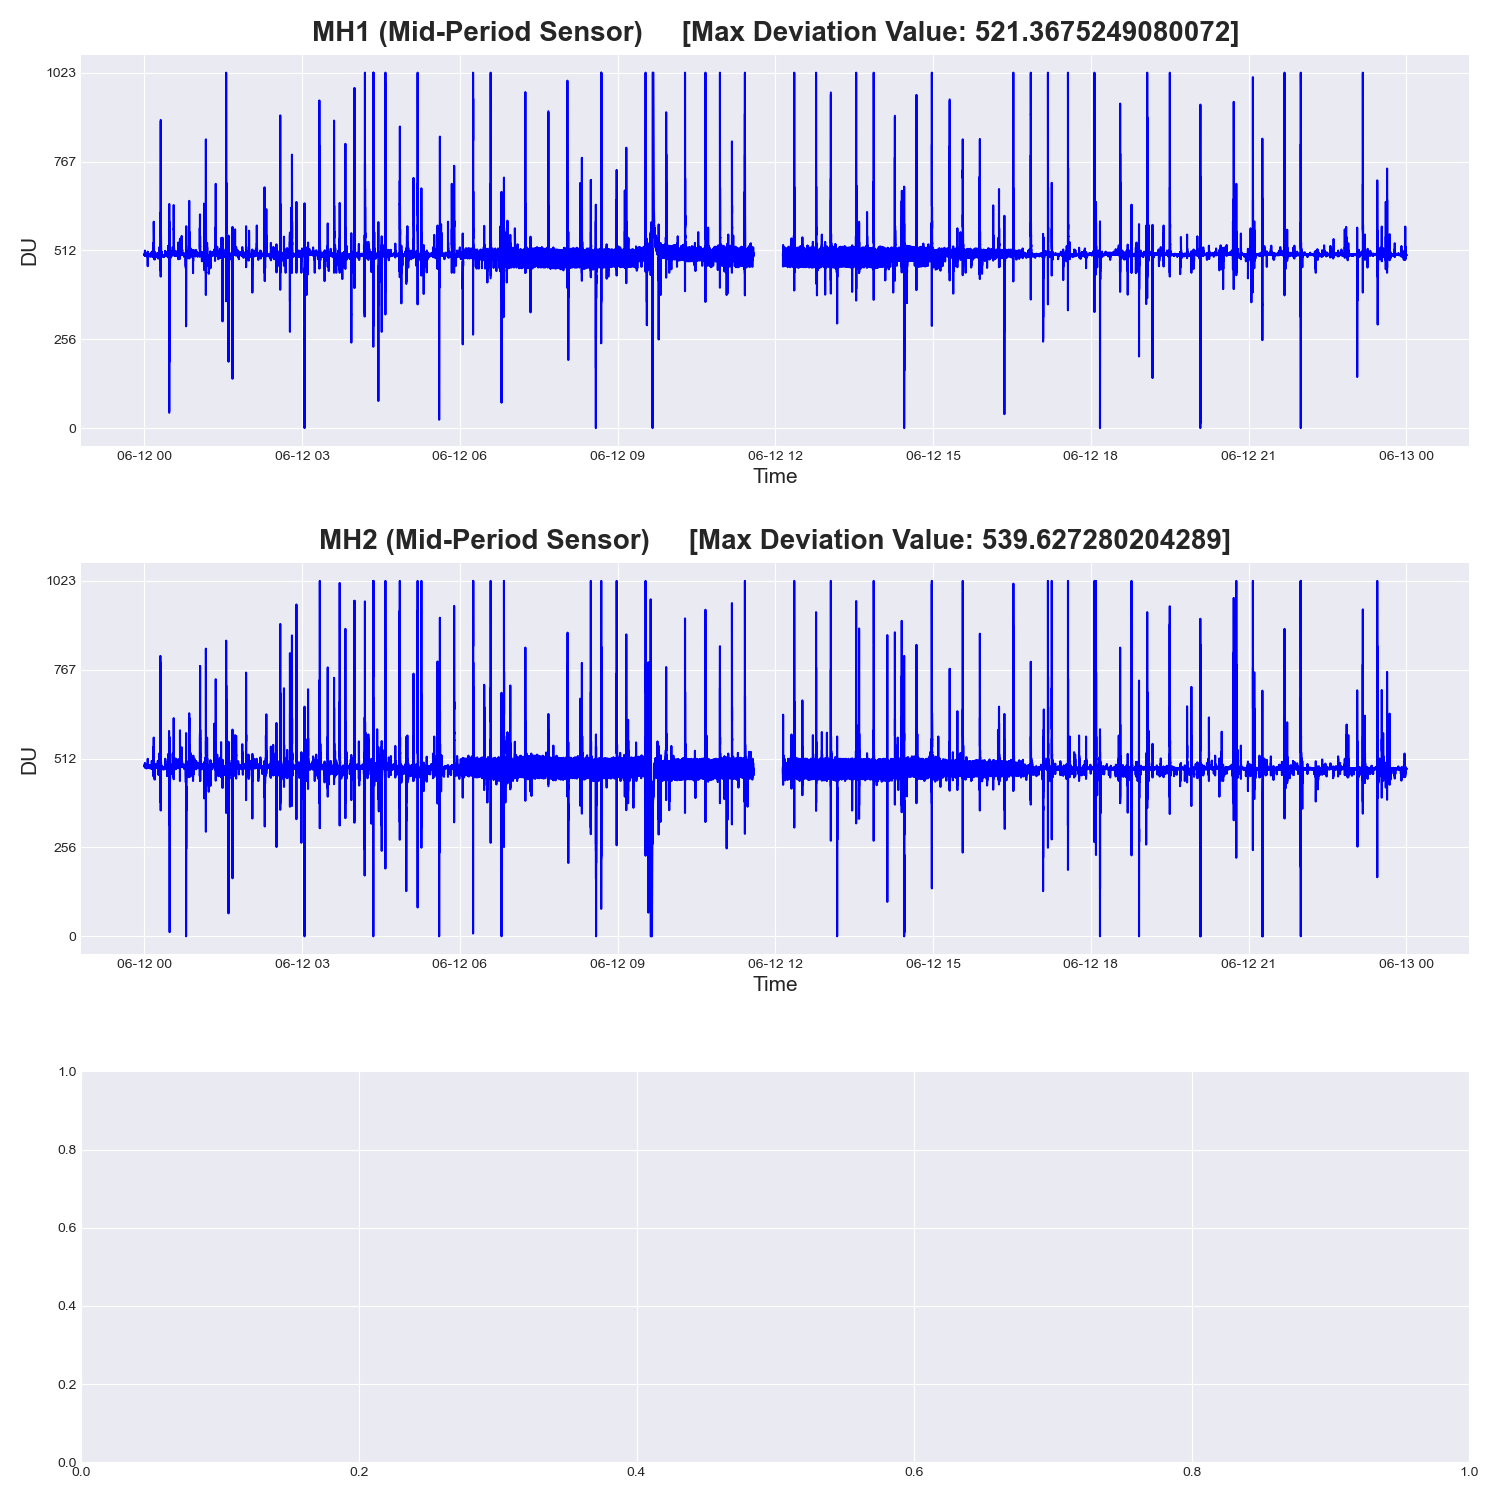 MH1 (Mid-Period Sensor) [Max Deviation Value: 521.3675249080072]
1023
767
512
256
0
DU
06-12 00 06-12 03 06-12 06 06-12 09 06-12 12 06-12 15 06-12 18 06-12 21 06-13 00
Time
MH2 (Mid-Period Sensor) [Max Deviation Value: 539.627280204289]
1023
767
512
256
0
DU
06-12 00 06-12 03 06-12 06 06-12 09 06-12 12 06-12 15 06-12 18 06-12 21 06-13 00
Time
1.0
0.8
0.6
0.4
0.2
0.0
0.0 0.2 0.4 0.6 0.8 1.0